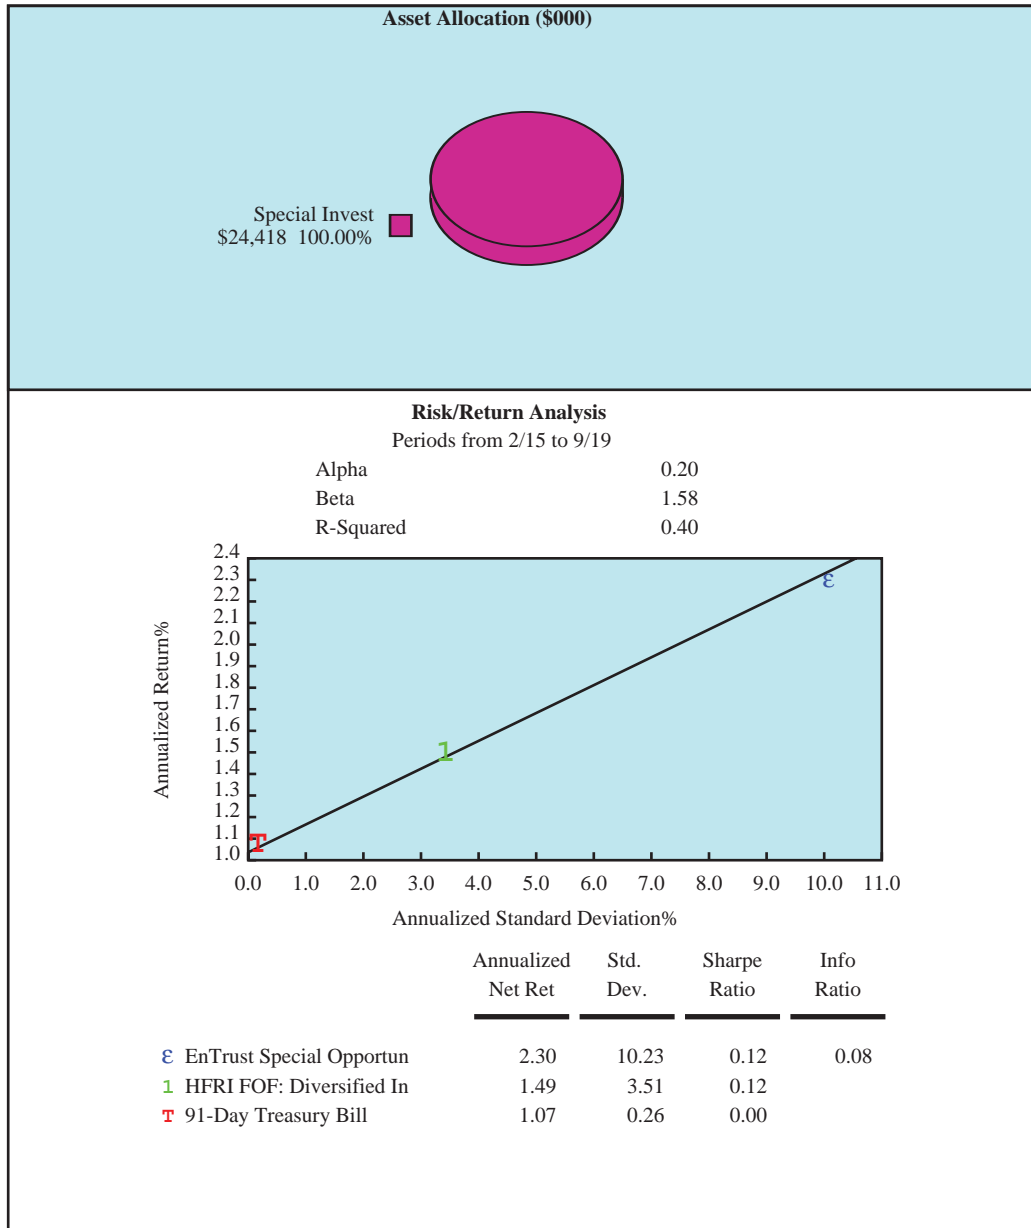 Asset Allocation ($000)
Special Invest
$24,418 100.00%
Risk/Return Analysis
Periods from 2/15 to 9/19
Alpha 0.20
Beta 1.58
R-Squared 0.40
2.4
2.3
2.2
2.1
2.0
1.9
1.8
1.7
1.6
1.5
1.4
1.3
1.2
1.1
1.0
Annualized Return%
ε
1
T
0.0 1.0 2.0 3.0 4.0 5.0 6.0 7.0 8.0 9.0 10.0 11.0
Annualized Standard Deviation%
Annualized Std. Sharpe Info
Net Ret Dev. Ratio Ratio
ε EnTrust Special Opportun 2.30 10.23 0.12 0.08
1 HFRI FOF: Diversified In 1.49 3.51 0.12
T 91-Day Treasury Bill 1.07 0.26 0.00